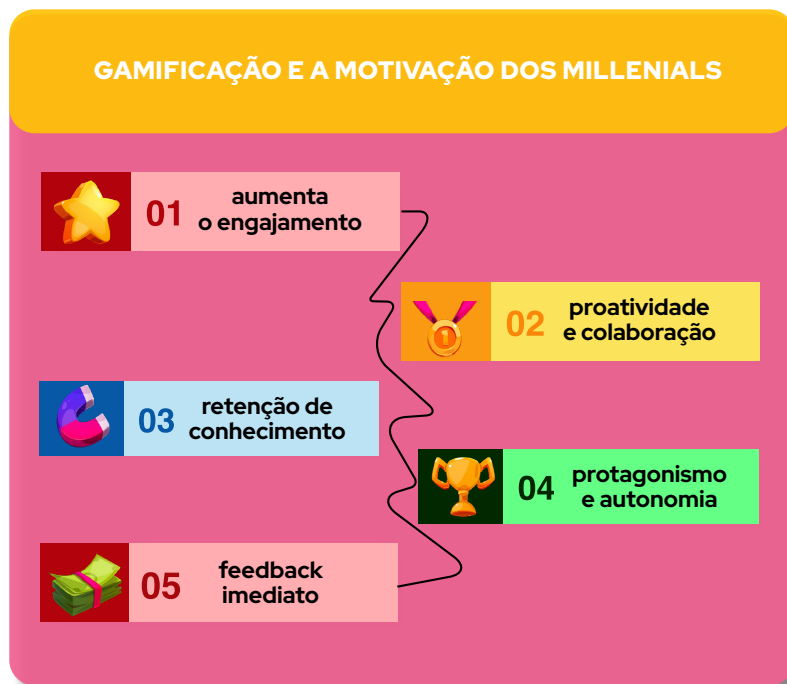 GAMIFICAÇÃO E A MOTIVAÇÃO DOS MILLENIALS
01
aumenta
o engajamento
1
02
proatividade
e colaboração
03
retenção de
conhecimento
04
protagonismo
e autonomia
05
feedback
imediato